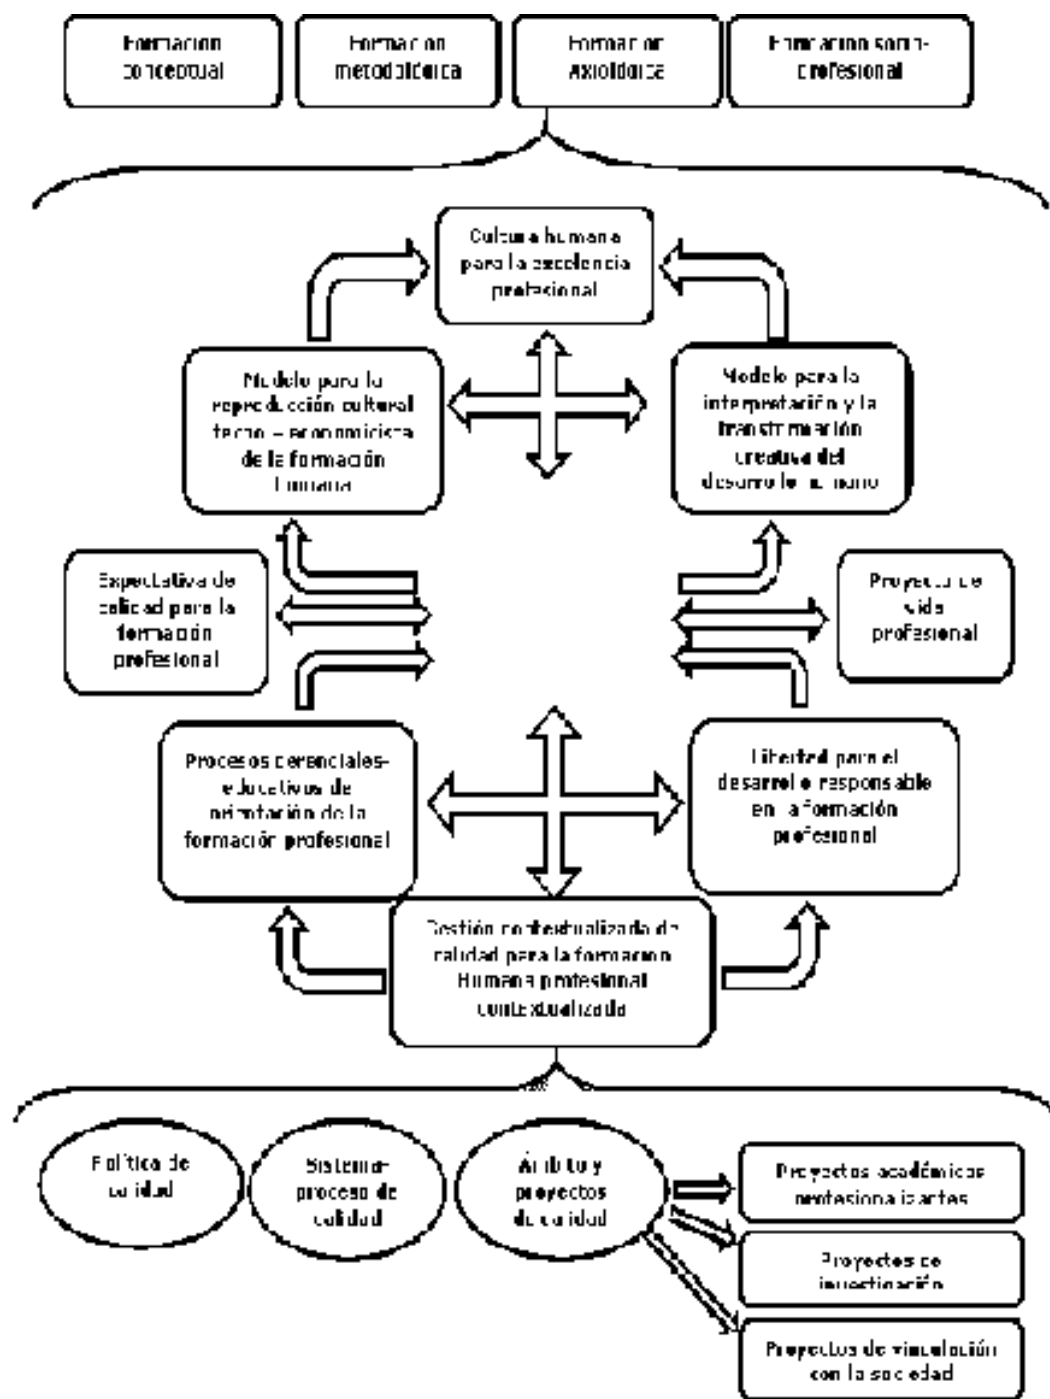 Formación
conceptual
Formación
metodológica
Formación
Axiológica
Formación socio-
profesional
Cultura humana
para la excelencia
profesional
Modelo para la
reproducción cultural
tecno – economicista
de la formación
humana
Modelo para la
interpretación y la
transformación
creativa del
desarrollo humano
Expectativa de
calidad para la
formación
profesional
Proyecto de
vida
profesional
Procesos gerenciales-
educativos de
orientación de la
formación profesional
Libertad para el
desarrollo responsable
en la formación
profesional
Gestión contextualizada de
calidad para la formación
Humana profesional
contextualizada
Política de
calidad
Sistema-
proceso de
calidad
Ámbito y
proyectos
de calidad
Proyectos académicos
profesionalizantes
Proyectos de
investigación
Proyectos de vinculación
con la sociedad